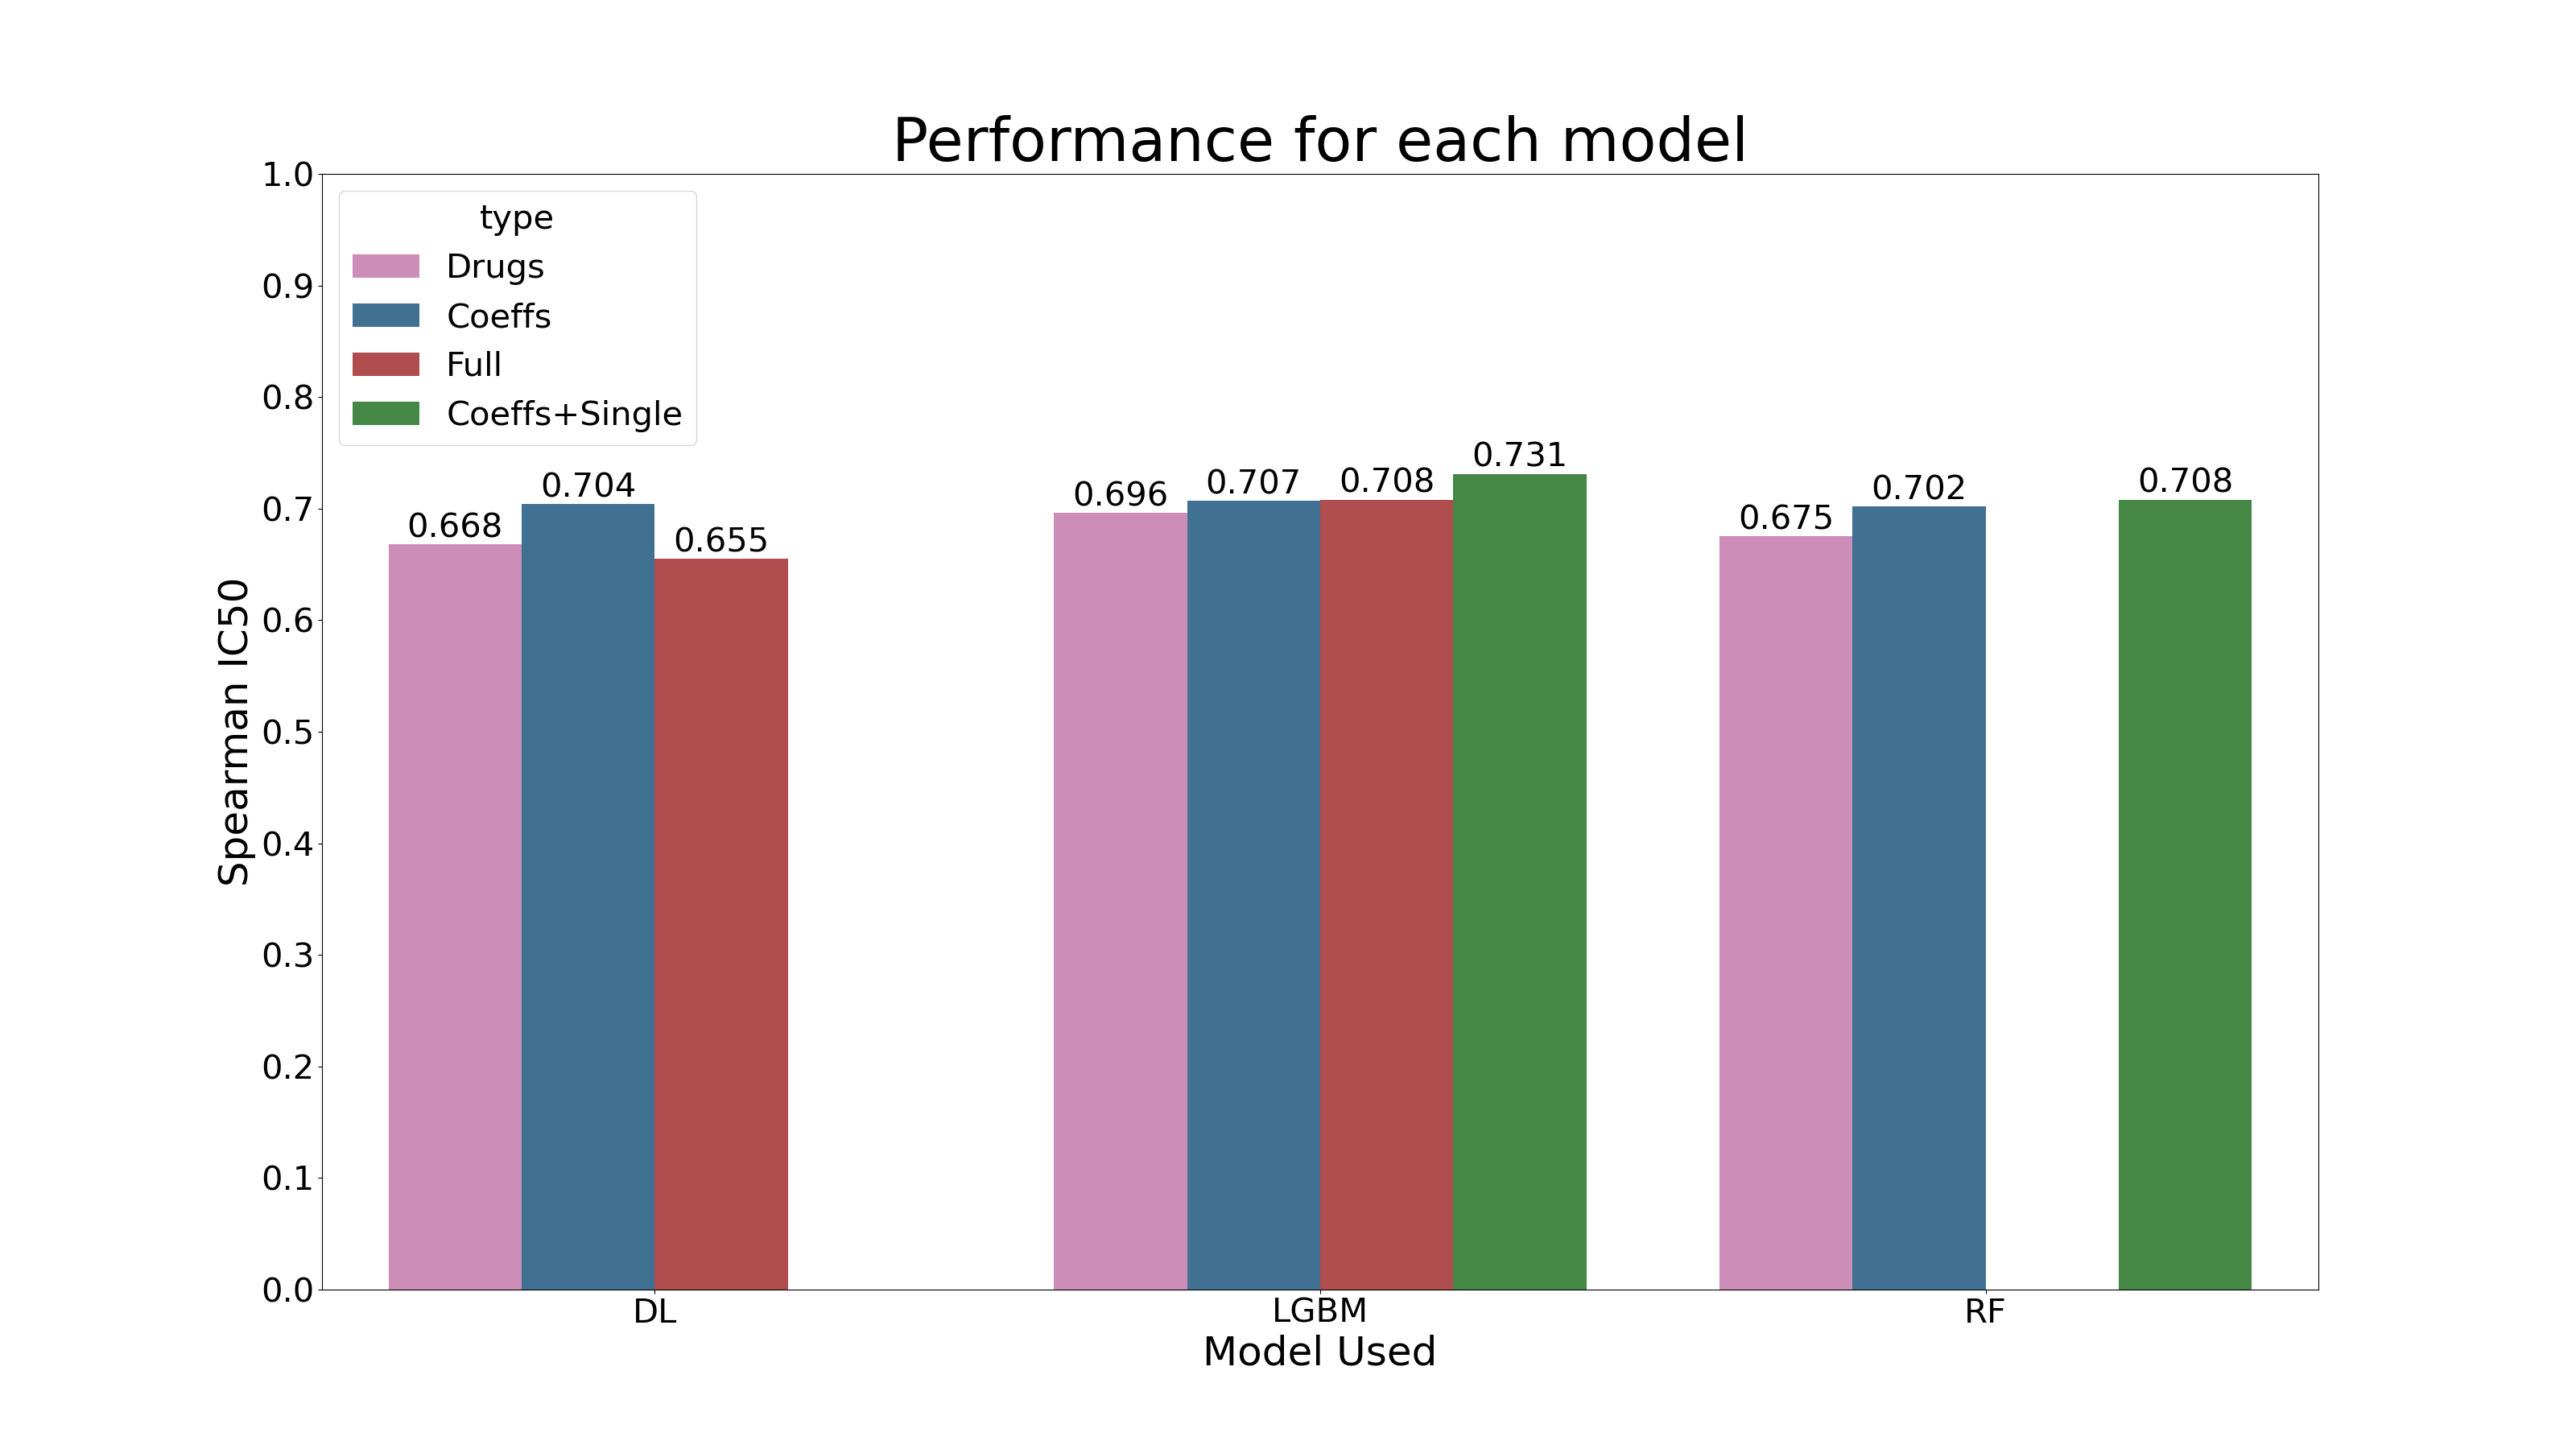 Performance for each model
1.0
0.9
0.8
0.7
0.6
0.5
0.4
0.3
0.2
0.1
0.0
Spearman IC50
type
Drugs
Coeffs
Full
Coeffs+Single
0.668
0.704
0.655
0.696
0.707
0.708
0.731
0.675
0.702
0.708
DL
LGBM
RF
Model Used